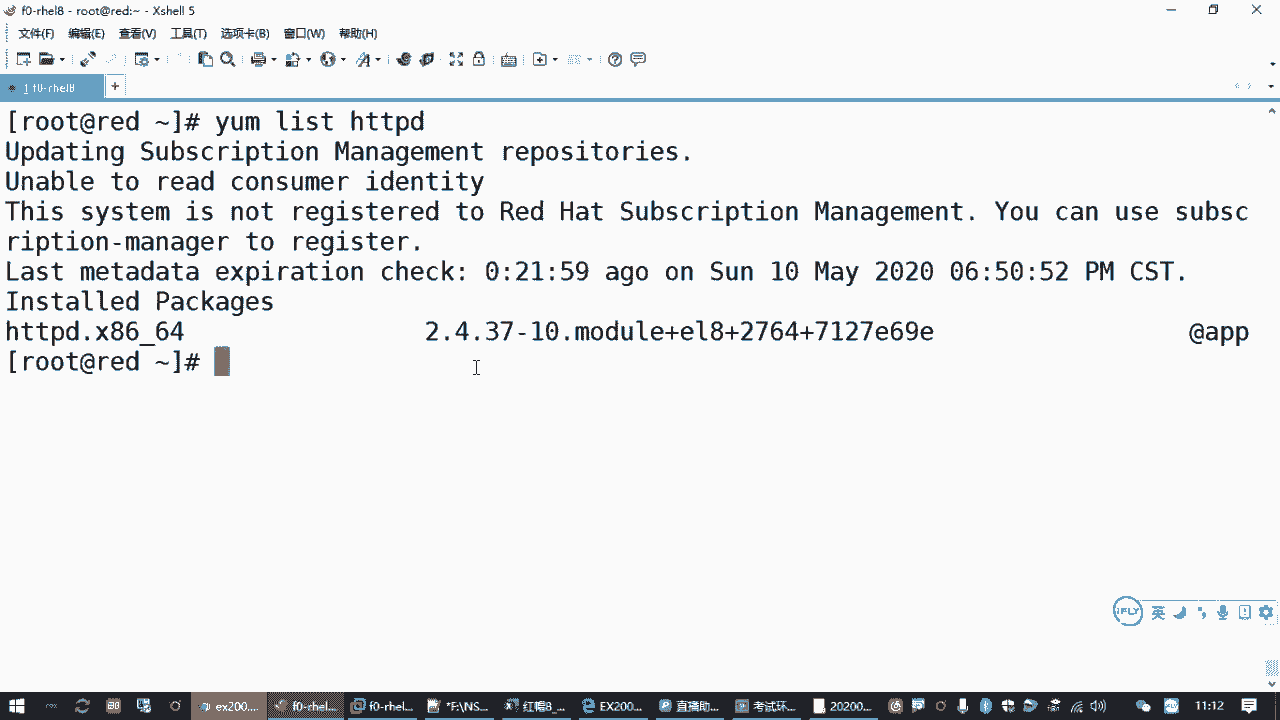 f0-rhel8 - root@red:~ - Xshell 5
文件(F) 编辑(E) 查看(V) 工具(T) 选项卡(B) 窗口(W) 帮助(H)
1 f0-rhel8
[root@red ~]# yum list httpd
Updating Subscription Management repositories.
Unable to read consumer identity
This system is not registered to Red Hat Subscription Management. You can use subsc
ription-manager to register.
Last metadata expiration check: 0:21:59 ago on Sun 10 May 2020 06:50:52 PM CST.
Installed Packages
httpd.x86_64 2.4.37-10.module+el8+2764+7127e69e @app
[root@red ~]#
iFLY 英
ex200... f0-rhel... f0-rhel... *F:\NS... 红帽8_... EX200... 直播助... 考试环... 20200... 11:12